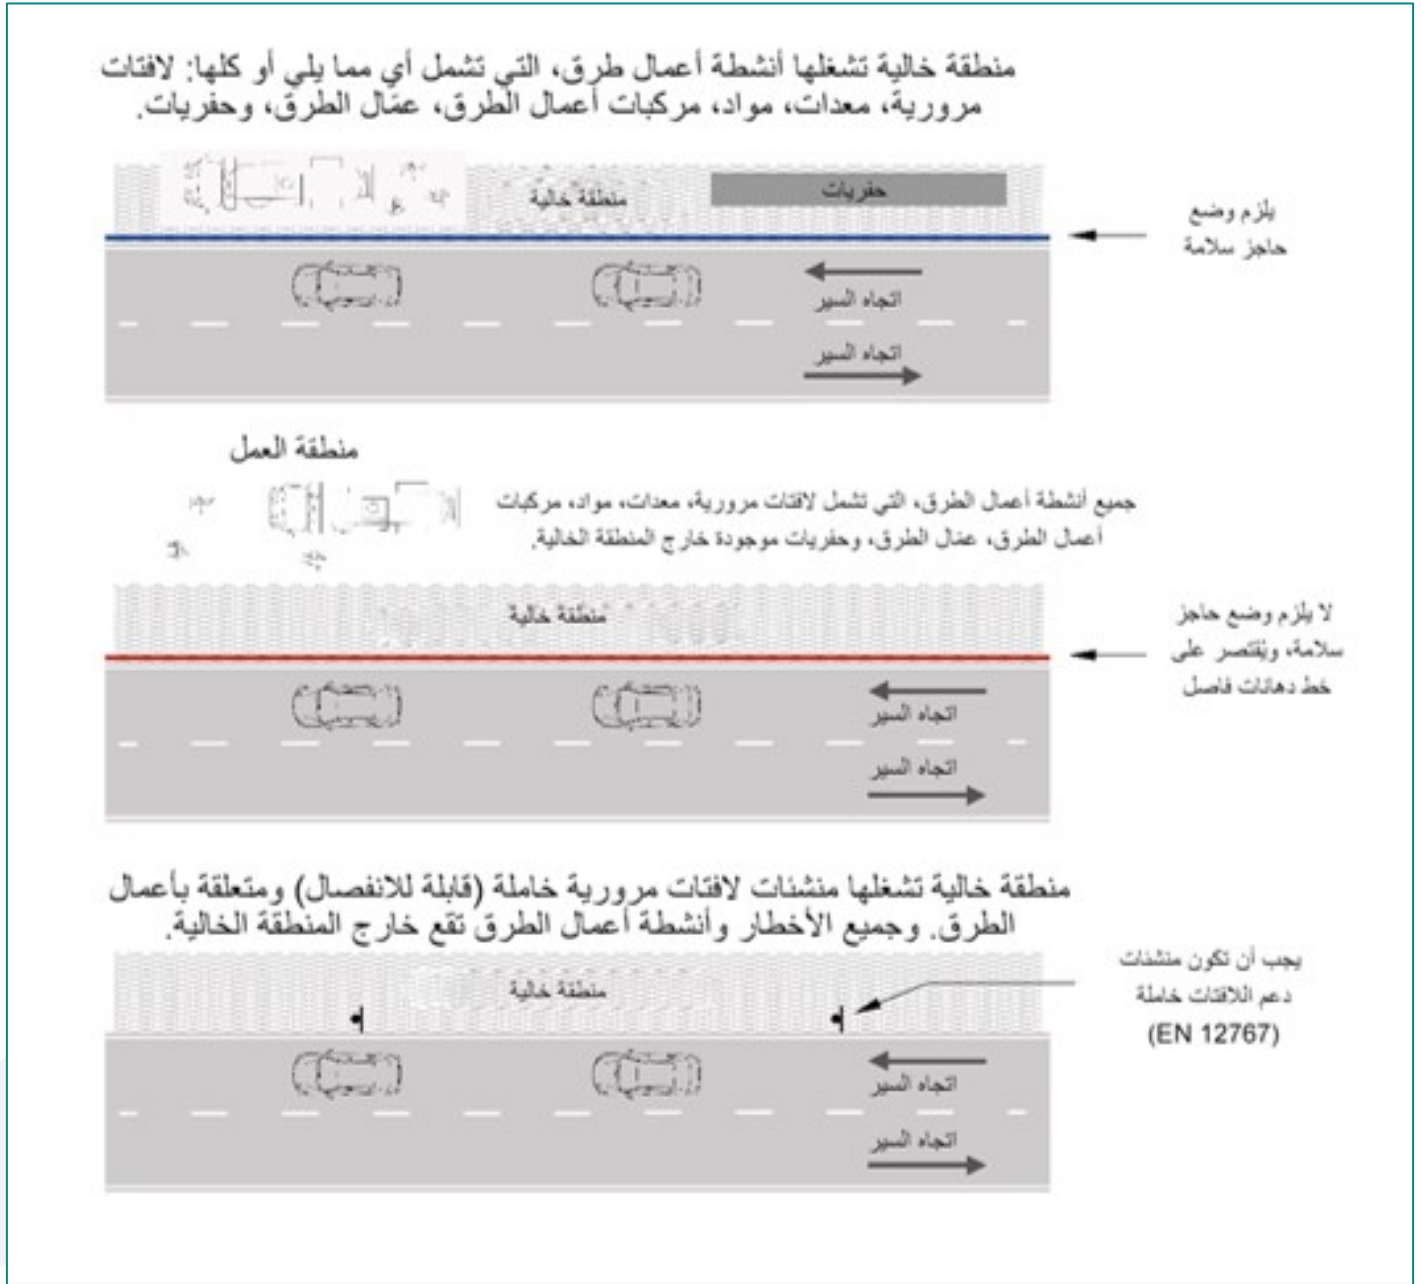 منطقة خالية تشغلها أنشطة أعمال طرق، التي تشمل أي مما يلي أو كلها: لافتات
مرورية، معدات، مواد، مركبات أعمال الطرق، عمّال الطرق، وحفريات.
حفريات
منطقة خالية
يلزم وضع
حاجز سلامة
اتجاه السير
اتجاه السير
منطقة العمل
جميع أنشطة أعمال الطرق، التي تشمل لافتات مرورية، معدات، مواد، مركبات
أعمال الطرق، عمّال الطرق، وحفريات موجودة خارج المنطقة الخالية.
منطقة خالية
لا يلزم وضع حاجز
سلامة، ويُقتصر على
خط دهانات فاصل
اتجاه السير
اتجاه السير
منطقة خالية تشغلها منشئات لافتات مرورية خاملة (قابلة للانفصال) ومتعلقة بأعمال
الطرق. وجميع الأخطار وأنشطة أعمال الطرق تقع خارج المنطقة الخالية.
منطقة خالية
يجب أن تكون منشئات
دعم اللافتات خاملة
(EN 12767)
اتجاه السير
اتجاه السير